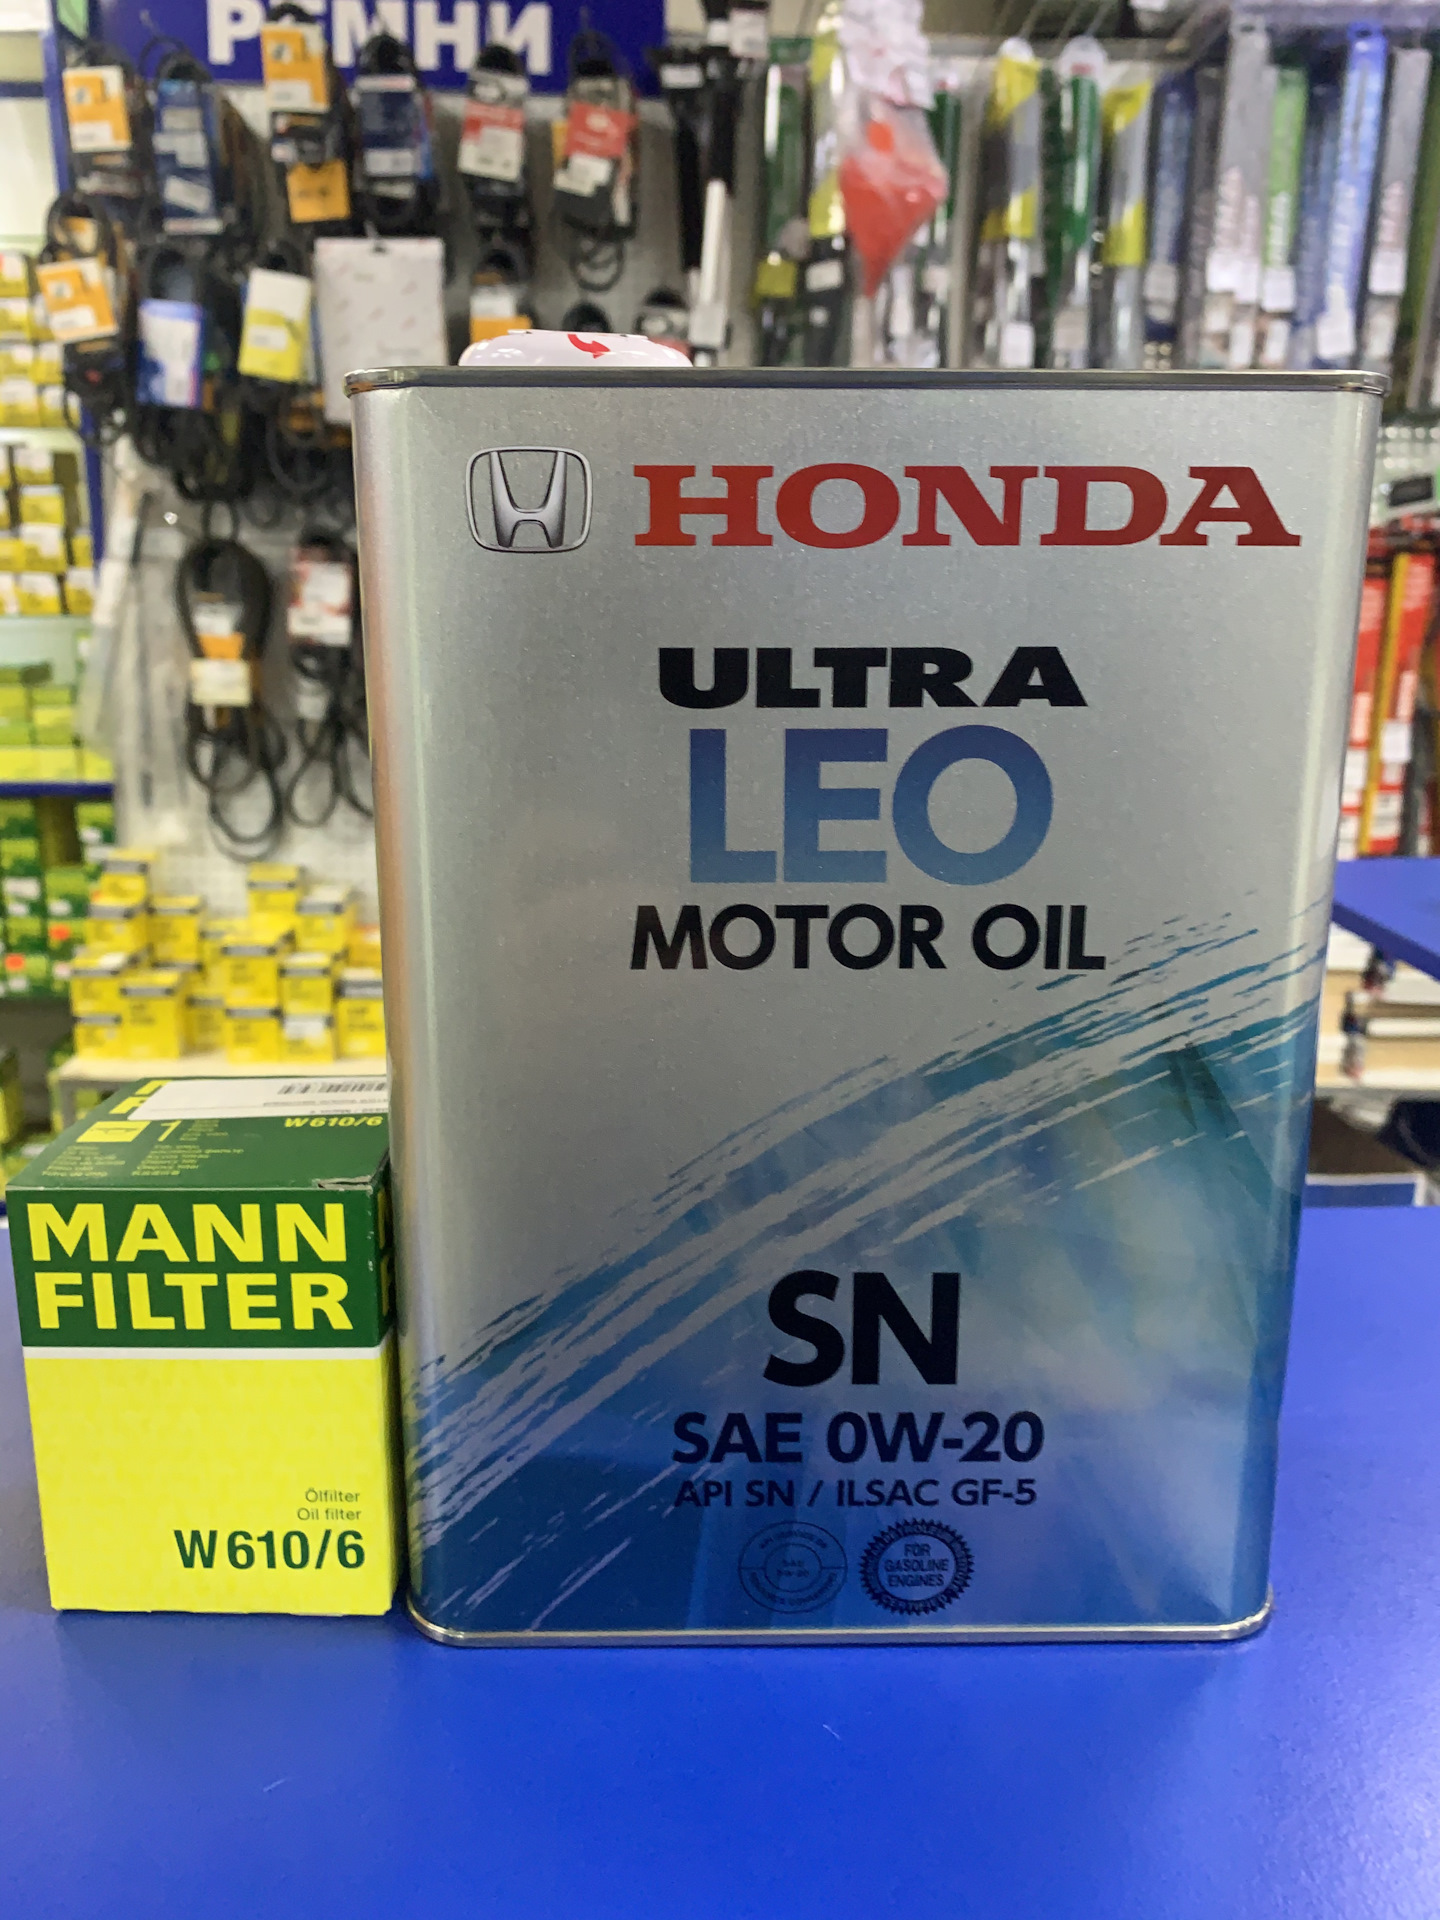 РЕМНИ
HONDA
ULTRA
LEO
MOTOR OIL
SN
SAE 0W-20
API SN / ILSAC GF-5
FOR
GASOLINE
ENGINES
W610/6
1
MANN
FILTER
Ölfilter
Oil filter
W610/6